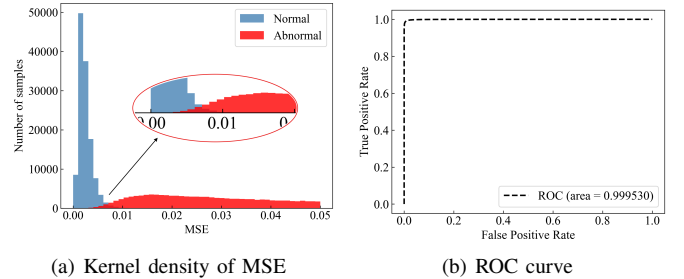 50000
40000
30000
20000
10000
0
Number of samples
Normal
Abnormal
0.00 0.01 0
0.00 0.01 0.02 0.03 0.04 0.05
MSE
(a) Kernel density of MSE
1.0
0.8
0.6
0.4
0.2
0.0
True Positive Rate
ROC (area = 0.999530)
0.0 0.2 0.4 0.6 0.8 1.0
False Positive Rate
(b) ROC curve